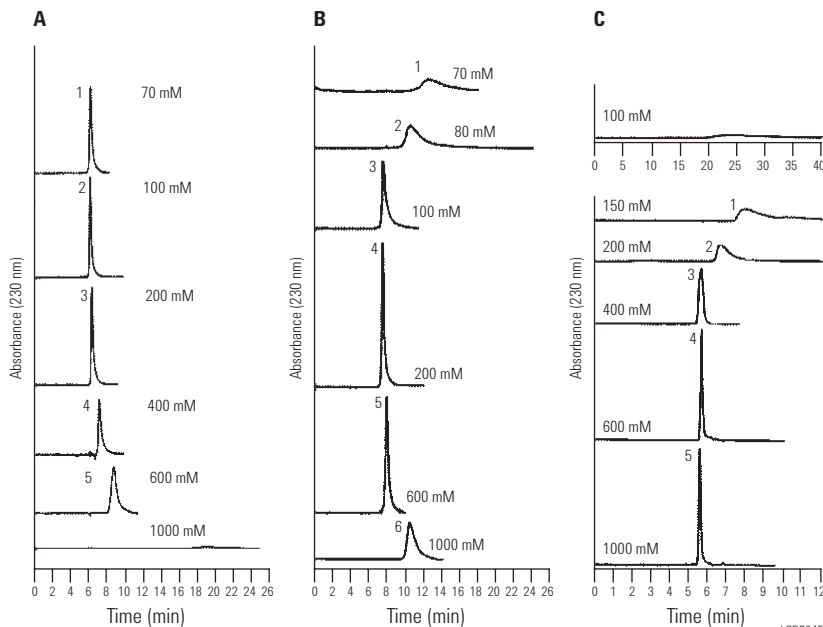 A
Absorbance (230 nm)
1 70 mM
2 100 mM
3 200 mM
4 400 mM
5 600 mM
1000 mM
0 2 4 6 8 10 12 14 16 18 20 22 24 26
Time (min)
B
Absorbance (230 nm)
1 70 mM
2 80 mM
3 100 mM
4 200 mM
5 600 mM
6 1000 mM
0 2 4 6 8 10 12 14 16 18 20 22 24 26
Time (min)
C
Absorbance (230 nm)
100 mM
0 5 10 15 20 25 30 35 40
150 mM 1
200 mM 2
400 mM 3
600 mM 4
1000 mM 5
0 1 2 3 4 5 6 7 8 9 10 11 12
Time (min)